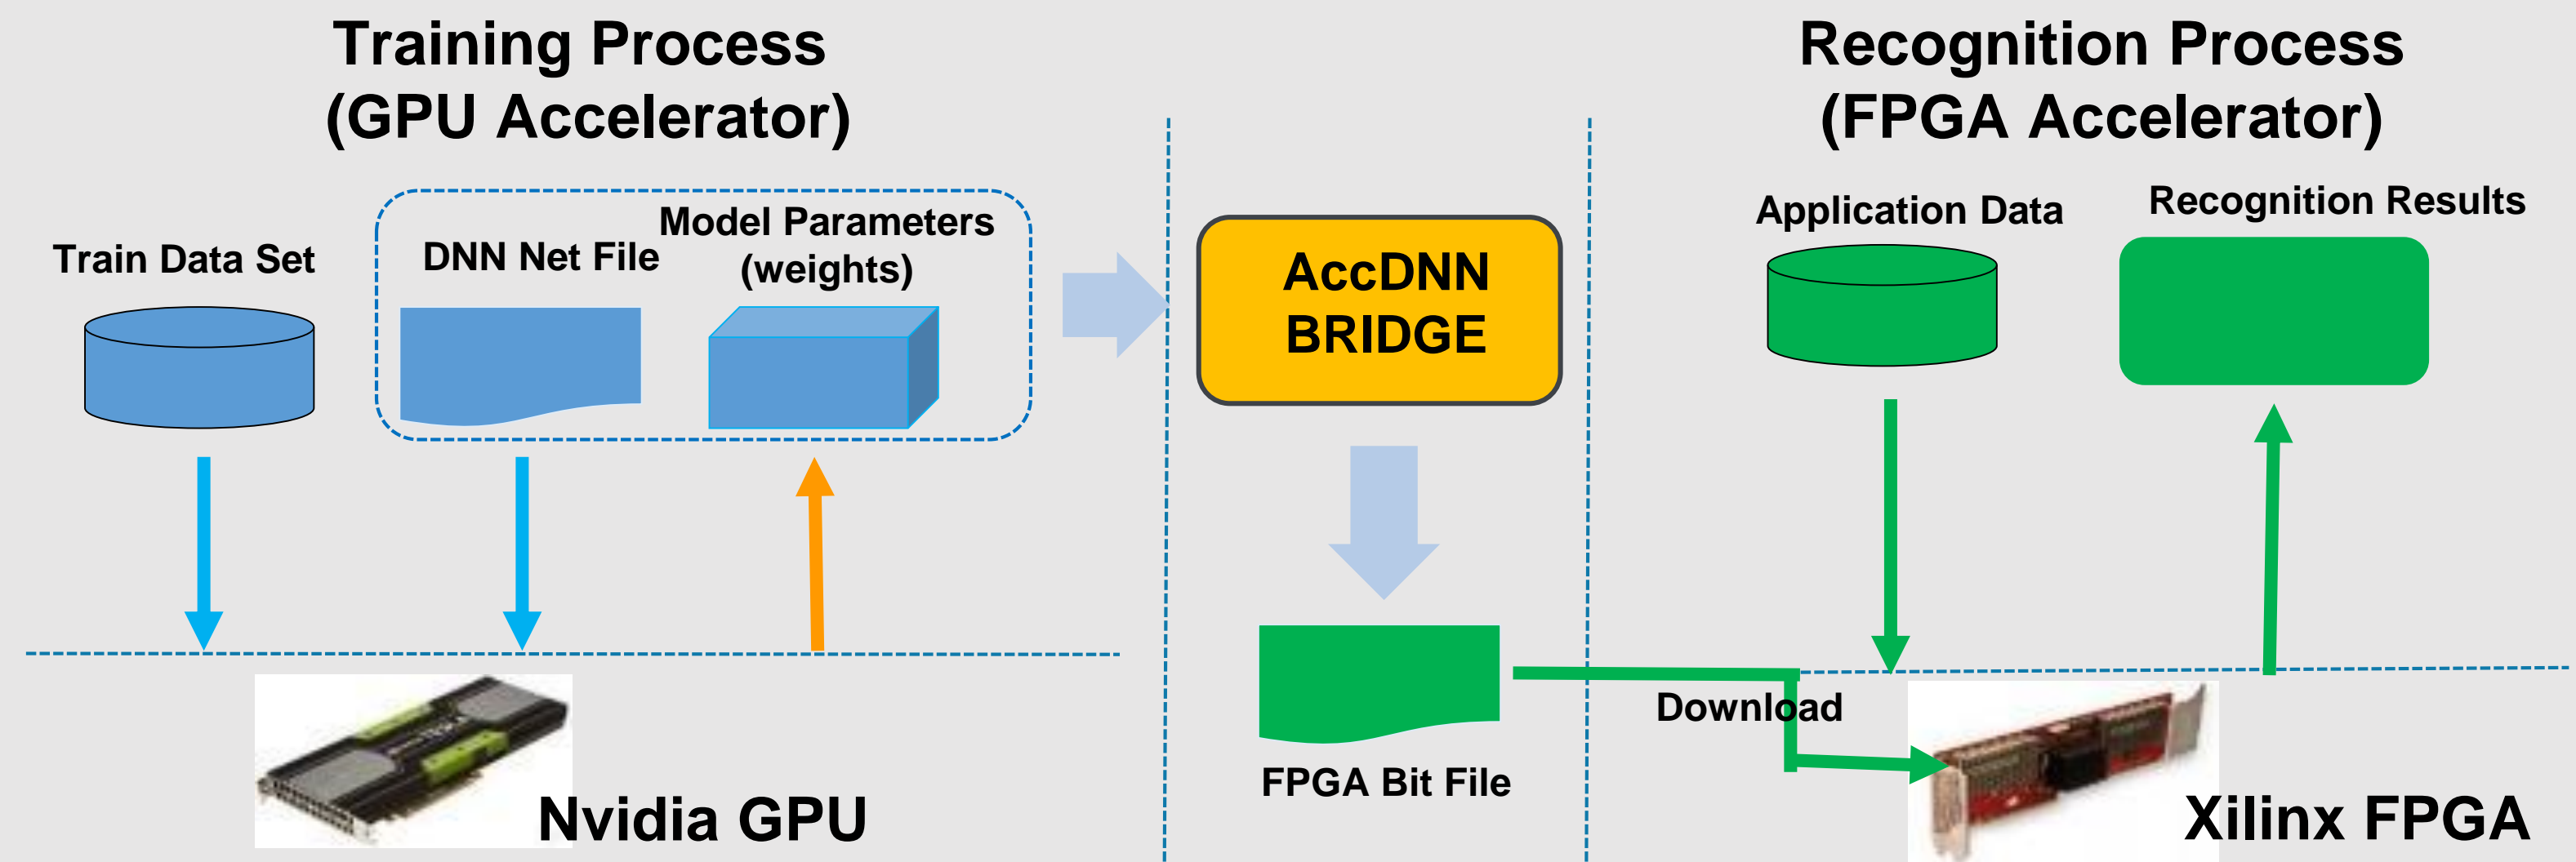 Training Process
(GPU Accelerator)
Train Data Set
DNN Net File
Model Parameters
(weights)
Nvidia GPU
AccDNN
BRIDGE
FPGA Bit File
Download
Recognition Process
(FPGA Accelerator)
Application Data
Recognition Results
Xilinx FPGA